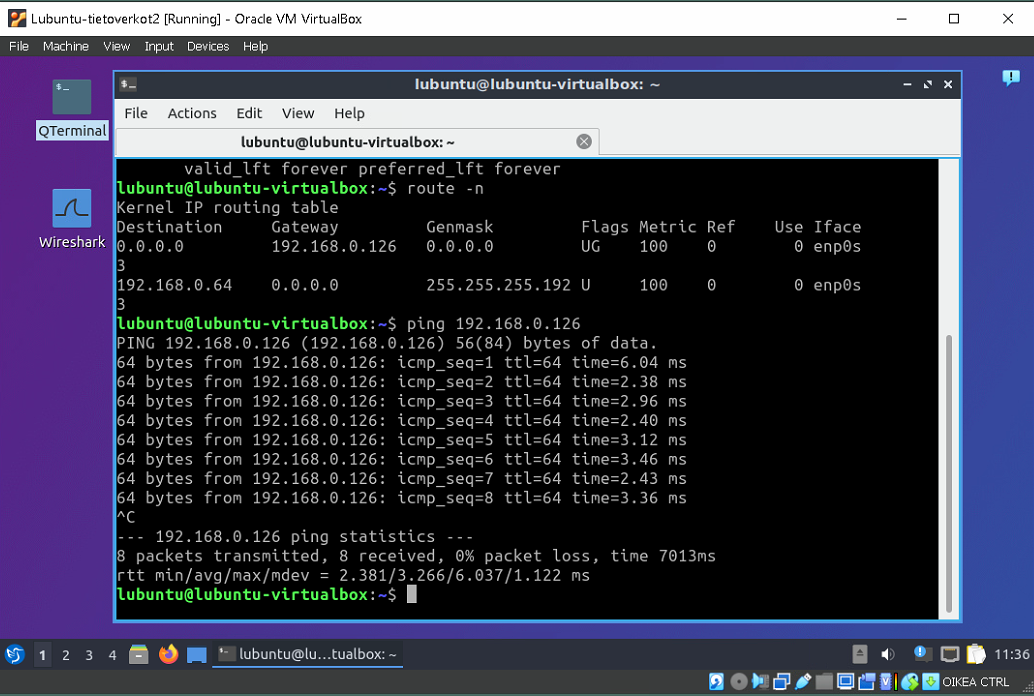 Lubuntu-tietoverkot2 [Running] - Oracle VM VirtualBox
File Machine View Input Devices Help
QTerminal
Wireshark
lubuntu@lubuntu-virtualbox: ~
File Actions Edit View Help
lubuntu@lubuntu-virtualbox: ~
valid_lft forever preferred_lft forever
lubuntu@lubuntu-virtualbox:~$ route -n
Kernel IP routing table
Destination Gateway Genmask Flags Metric Ref Use Iface
0.0.0.0 192.168.0.126 0.0.0.0 UG 100 0 0 enp0s
3
192.168.0.64 0.0.0.0 255.255.255.192 U 100 0 0 enp0s
3
lubuntu@lubuntu-virtualbox:~$ ping 192.168.0.126
PING 192.168.0.126 (192.168.0.126) 56(84) bytes of data.
64 bytes from 192.168.0.126: icmp_seq=1 ttl=64 time=6.04 ms
64 bytes from 192.168.0.126: icmp_seq=2 ttl=64 time=2.38 ms
64 bytes from 192.168.0.126: icmp_seq=3 ttl=64 time=2.96 ms
64 bytes from 192.168.0.126: icmp_seq=4 ttl=64 time=2.40 ms
64 bytes from 192.168.0.126: icmp_seq=5 ttl=64 time=3.12 ms
64 bytes from 192.168.0.126: icmp_seq=6 ttl=64 time=3.46 ms
64 bytes from 192.168.0.126: icmp_seq=7 ttl=64 time=2.43 ms
64 bytes from 192.168.0.126: icmp_seq=8 ttl=64 time=3.36 ms
^C
--- 192.168.0.126 ping statistics ---
8 packets transmitted, 8 received, 0% packet loss, time 7013ms
rtt min/avg/max/mdev = 2.381/3.266/6.037/1.122 ms
lubuntu@lubuntu-virtualbox:~$
1 2 3 4 lubuntu@lu...tualbox: ~ 11:36
OIKEA CTRL